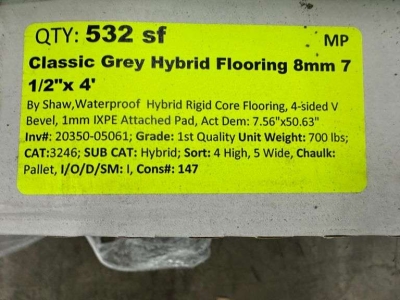 QTY: 532 sf MP
Classic Grey Hybrid Flooring 8mm 7
1/2"x 4'
By Shaw,Waterproof Hybrid Rigid Core Flooring, 4-sided V
Bevel, 1mm IXPE Attached Pad, Act Dem: 7.56"x50.63"
Inv#: 20350-05061; Grade: 1st Quality Unit Weight: 700 lbs;
CAT:3246; SUB CAT: Hybrid; Sort: 4 High, 5 Wide, Chaulk:
Pallet, I/O/D/SM: I, Cons#: 147